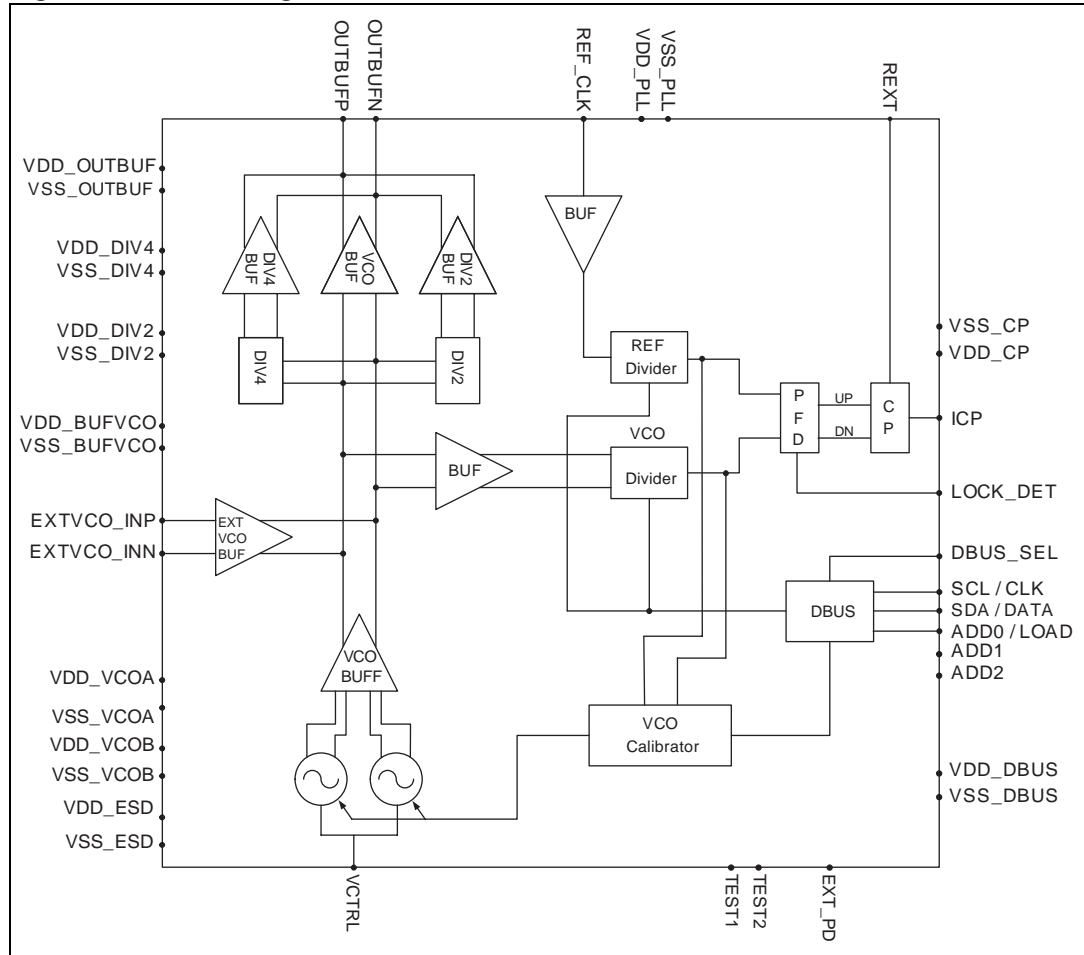 OUTBUFP
OUTBUFN
REF_CLK
VDD_PLL
VSS_PLL
REXT
VDD_OUTBUF
VSS_OUTBUF
VDD_DIV4
VSS_DIV4
VDD_DIV2
VSS_DIV2
VDD_BUFVCO
VSS_BUFVCO
EXTVCO_INP
EXTVCO_INN
VDD_VCOA
VSS_VCOA
VDD_VCOB
VSS_VCOB
VDD_ESD
VSS_ESD
DIV4
BUF
VCO
BUF
DIV2
BUF
DIV4
DIV2
BUF
REF
Divider
VCO
Divider
BUF
EXT
VCO
BUF
VCO
BUFF
PFD
UP
DN
CP
DBUS
VCO
Calibrator
VSS_CP
VDD_CP
ICP
LOCK_DET
DBUS_SEL
SCL / CLK
SDA / DATA
ADD0 / LOAD
ADD1
ADD2
VDD_DBUS
VSS_DBUS
VCTRL
TEST1
TEST2
EXT_PD